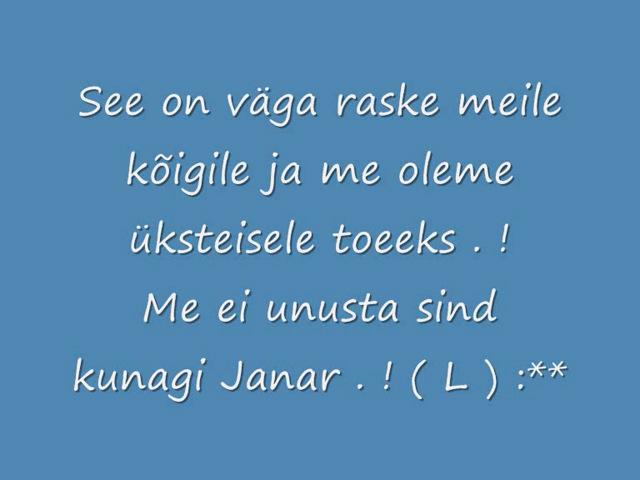 See on väga raske meile
kõigile ja me oleme
üksteisele toeeks . !
Me ei unusta sind
kunagi Janar . ! ( L ) :**